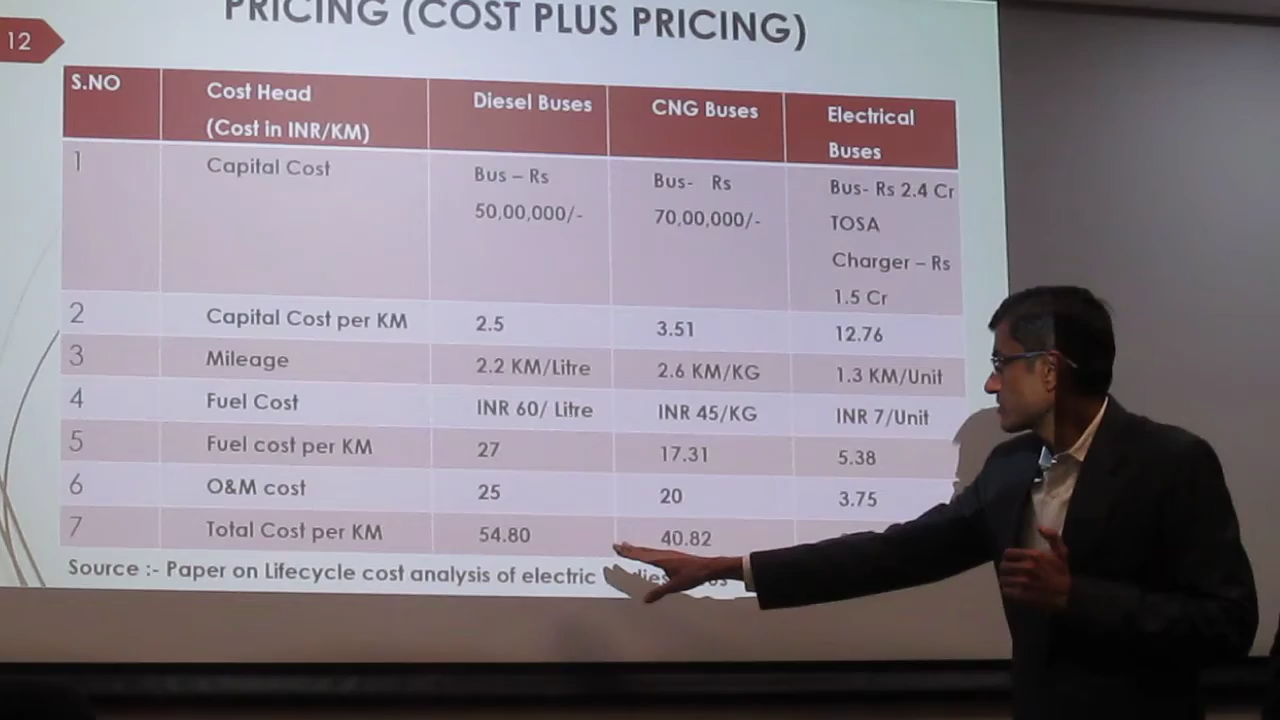 PRICING (COST PLUS PRICING)
12
S.NO Cost Head (Cost in INR/KM) Diesel Buses CNG Buses Electrical Buses
1 Capital Cost Bus – Rs 50,00,000/- Bus- Rs 70,00,000/- Bus- Rs 2.4 Cr TOSA Charger – Rs 1.5 Cr
2 Capital Cost per KM 2.5 3.51 12.76
3 Mileage 2.2 KM/Litre 2.6 KM/KG 1.3 KM/Unit
4 Fuel Cost INR 60/ Litre INR 45/KG INR 7/Unit
5 Fuel cost per KM 27 17.31 5.38
6 O&M cost 25 20 3.75
7 Total Cost per KM 54.80 40.82
Source :- Paper on Lifecycle cost analysis of electric